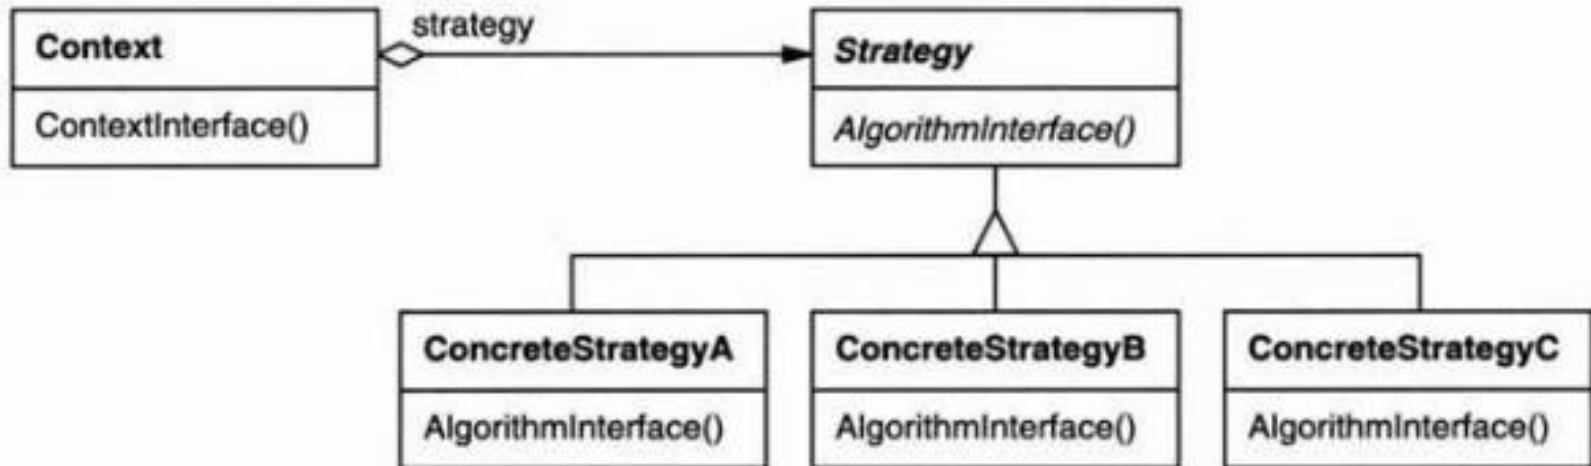 strategy
Context
Strategy
ContextInterface()
AlgorithmInterface()
ConcreteStrategyA
ConcreteStrategyB
ConcreteStrategyC
AlgorithmInterface()
AlgorithmInterface()
AlgorithmInterface()